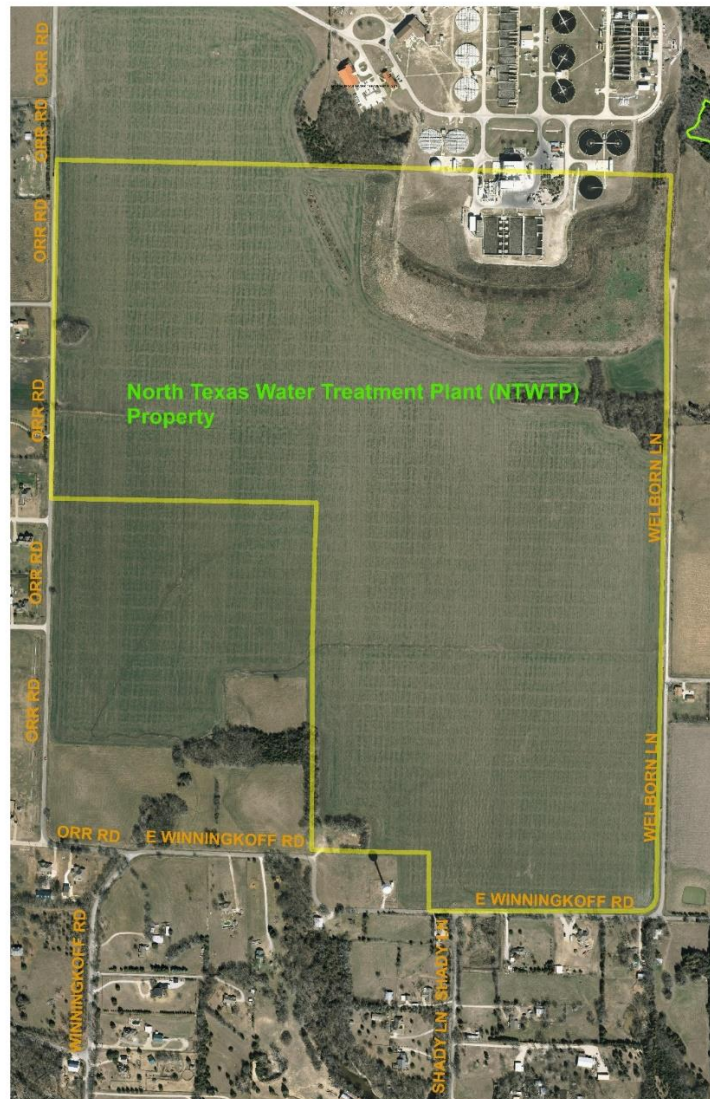 ORR RD
ORR RD
ORR RD
ORR RD
North Texas Water Treatment Plant (NTWTP)
Property
WELBORN LN
ORR RD
ORR RD
WELBORN LN
ORR RD
E WINNINGKOFF RD
E WINNINGKOFF RD
WINNINGKOFF RD
SHADY LN
SHADY LN